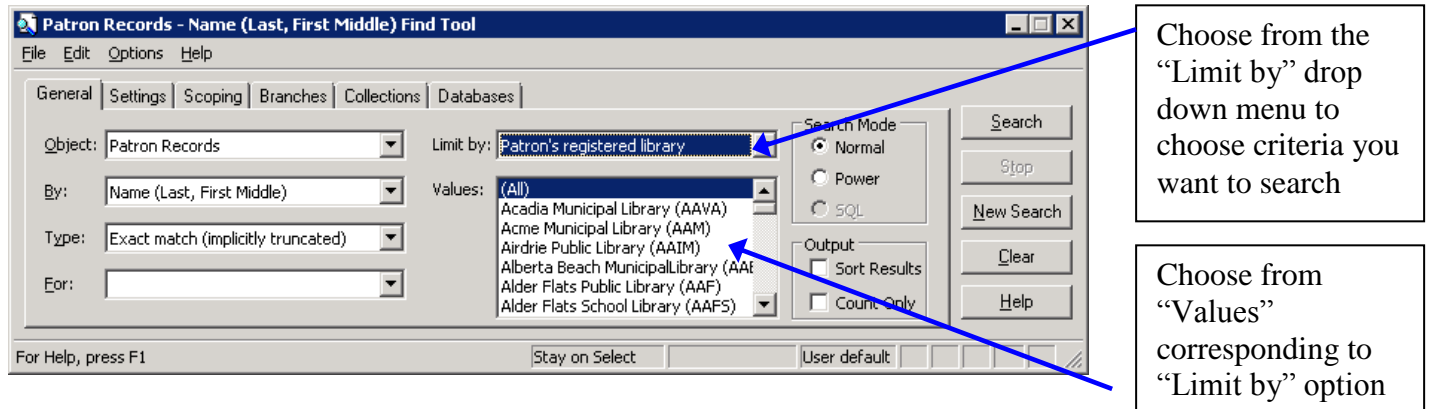 Patron Records - Name (Last, First Middle) Find Tool
File Edit Options Help
General Settings Scoping Branches Collections Databases
Object: Patron Records
By: Name (Last, First Middle)
Type: Exact match (implicitly truncated)
For:
Limit by: Patron's registered library
Values: (All)
Acadia Municipal Library (AAVA)
Acme Municipal Library (AAM)
Airdrie Public Library (AAIM)
Alberta Beach MunicipalLibrary (AAB
Alder Flats Public Library (AAF)
Alder Flats School Library (AAFS)
Search Mode
Normal
Power
SQL
Output
Sort Results
Count Only
Search
Stop
New Search
Clear
Help
For Help, press F1
Stay on Select
User default
Choose from the
“Limit by” drop
down menu to
choose criteria you
want to search
Choose from
“Values”
corresponding to
“Limit by” option